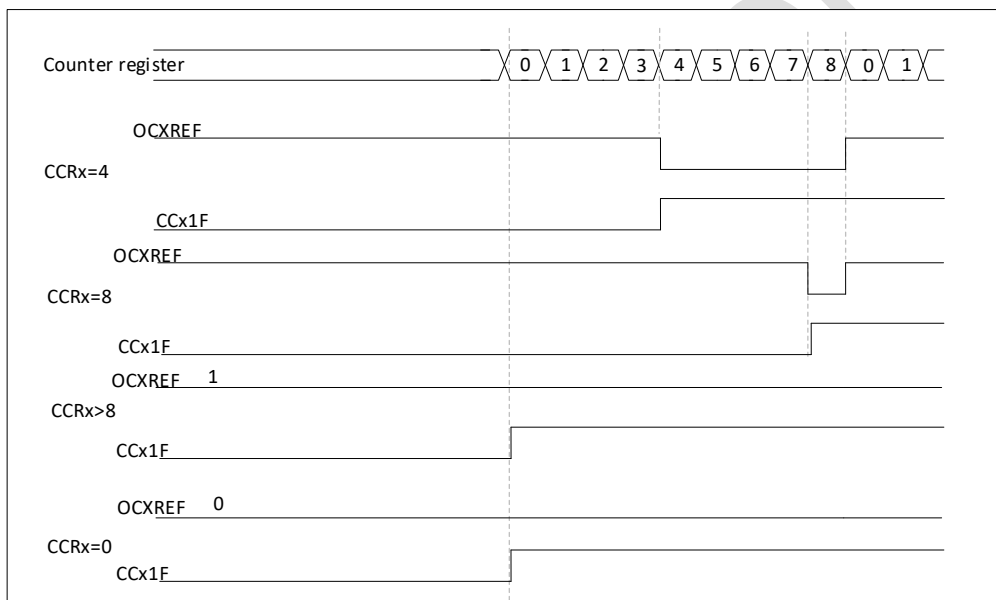 Counter register 0 1 2 3 4 5 6 7 8 0 1
OCXREF
CCRx=4
CCx1F
OCXREF
CCRx=8
CCx1F
OCXREF 1
CCRx>8
CCx1F
OCXREF 0
CCRx=0
CCx1F